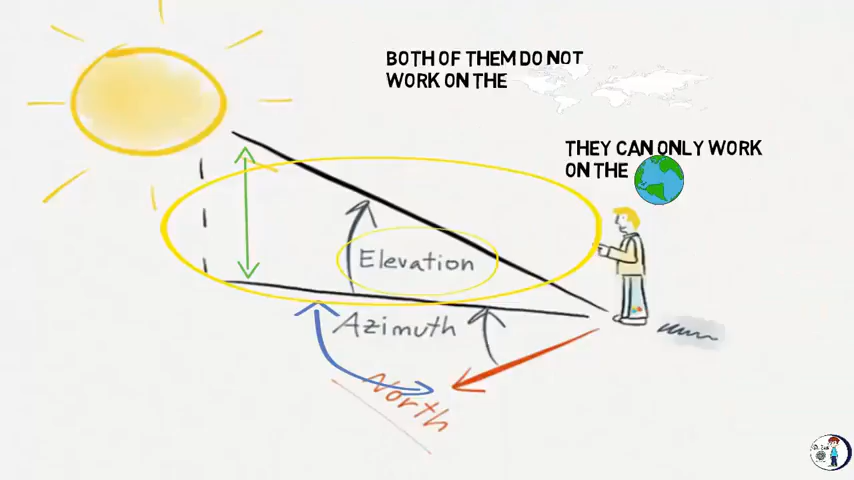 BOTH OF THEM DO NOT
WORK ON THE
THEY CAN ONLY WORK
ON THE
Elevation
Azimuth
North